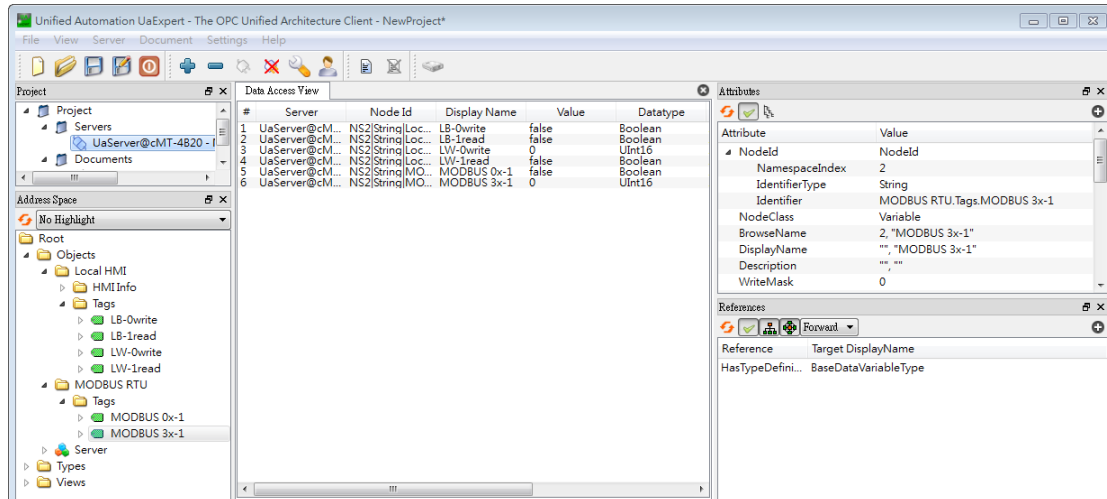 Unified Automation UaExpert - The OPC Unified Architecture Client - NewProject*
File View Server Document Settings Help
Project
Project
Servers
UaServer@cMT-4B20 - 
Documents
Address Space
No Highlight
Root
Objects
Local HMI
HMI Info
Tags
LB-0write
LB-1read
LW-0write
LW-1read
MODBUS RTU
Tags
MODBUS 0x-1
MODBUS 3x-1
Server
Types
Views
Data Access View
# Server Node Id Display Name Value Datatype
1 UaServer@cM... NS2|String|Loc... LB-0write false Boolean
2 UaServer@cM... NS2|String|Loc... LB-1read false Boolean
3 UaServer@cM... NS2|String|Loc... LW-0write 0 UInt16
4 UaServer@cM... NS2|String|Loc... LW-1read false Boolean
5 UaServer@cM... NS2|String|MO... MODBUS 0x-1 false Boolean
6 UaServer@cM... NS2|String|MO... MODBUS 3x-1 0 UInt16
Attributes
Attribute Value
NodeId NodeId
NamespaceIndex 2
IdentifierType String
Identifier MODBUS RTU.Tags.MODBUS 3x-1
NodeClass Variable
BrowseName 2, "MODBUS 3x-1"
DisplayName "", "MODBUS 3x-1"
Description "", ""
WriteMask 0
References
Forward
Reference Target DisplayName
HasTypeDefini... BaseDataVariableType